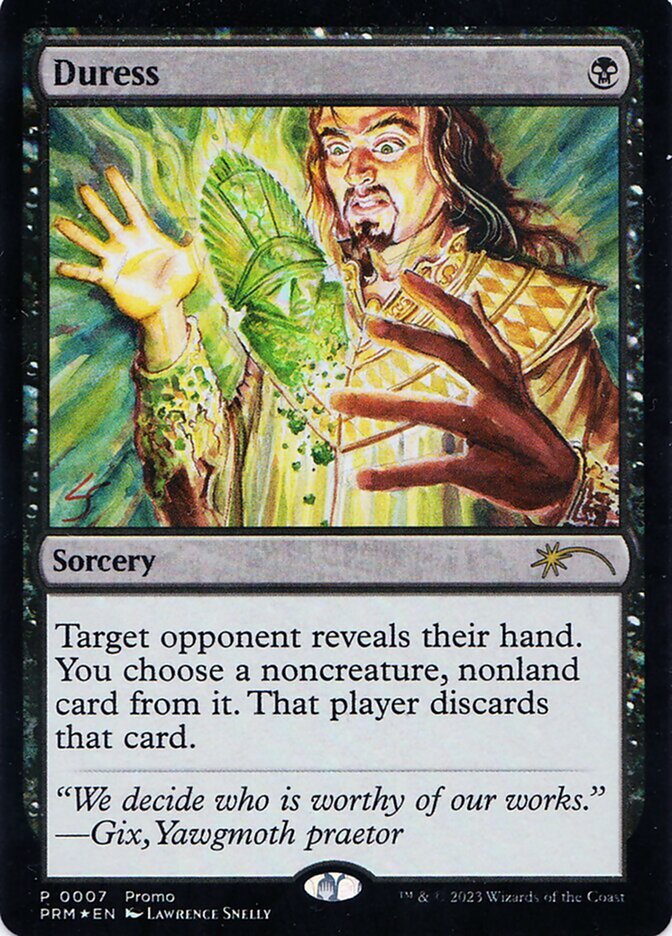 Duress
Sorcery
Target opponent reveals their hand.
You choose a noncreature, nonland
card from it. That player discards
that card.
“We decide who is worthy of our works.”
—Gix, Yawgmoth praetor
P 0007 Promo
™ & © 2023 Wizards of the Coast
PRM★EN Lawrence Snelly